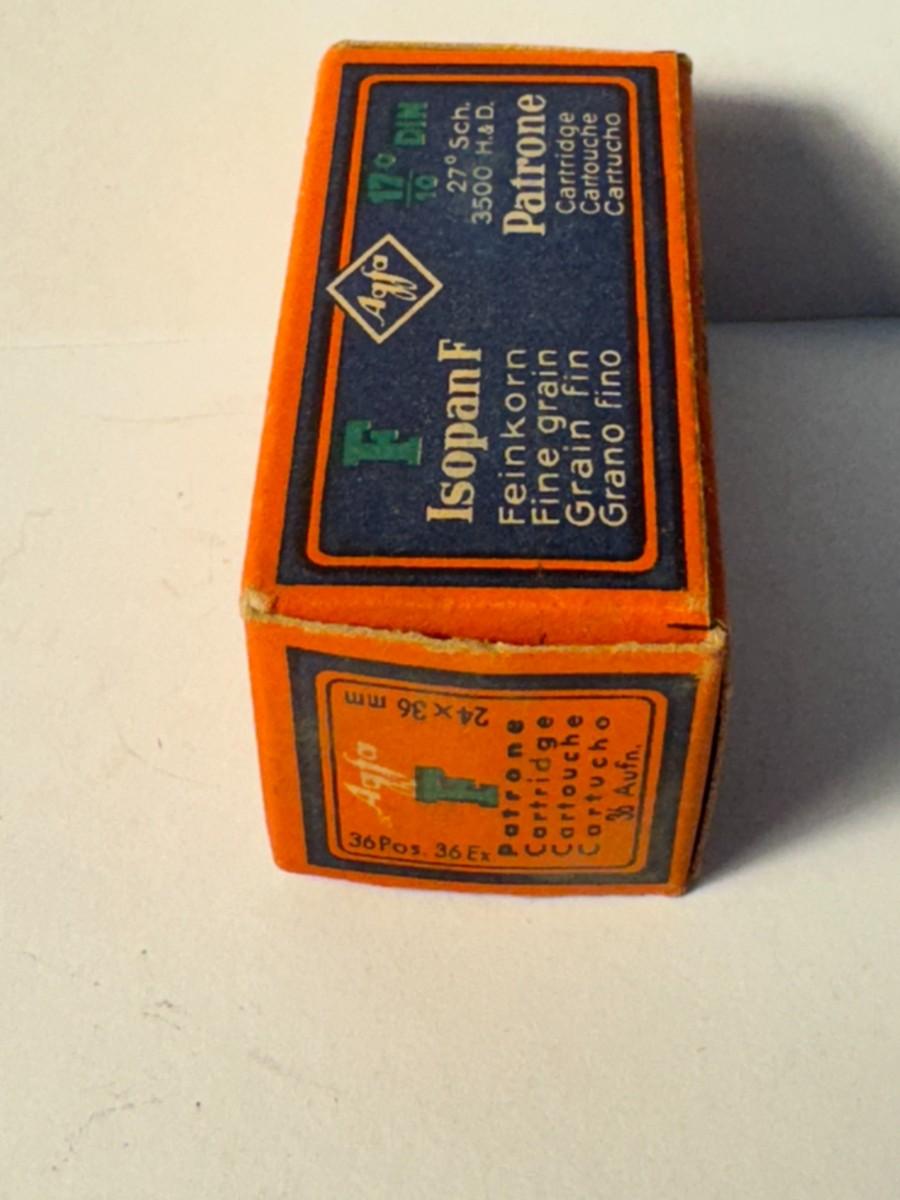 F
Isopan F
Feinkorn
Fine grain
Grain fin
Grano fino
Agfa
17°/10 DIN
27° Sch.
3500 H.&D.
Patrone
Cartridge
Cartouche
Cartucho
36 Pos. 36 Ex
Agfa
F
24 x 36 mm
Patrone
Cartridge
Cartouche
Cartucho
36 Aufn.